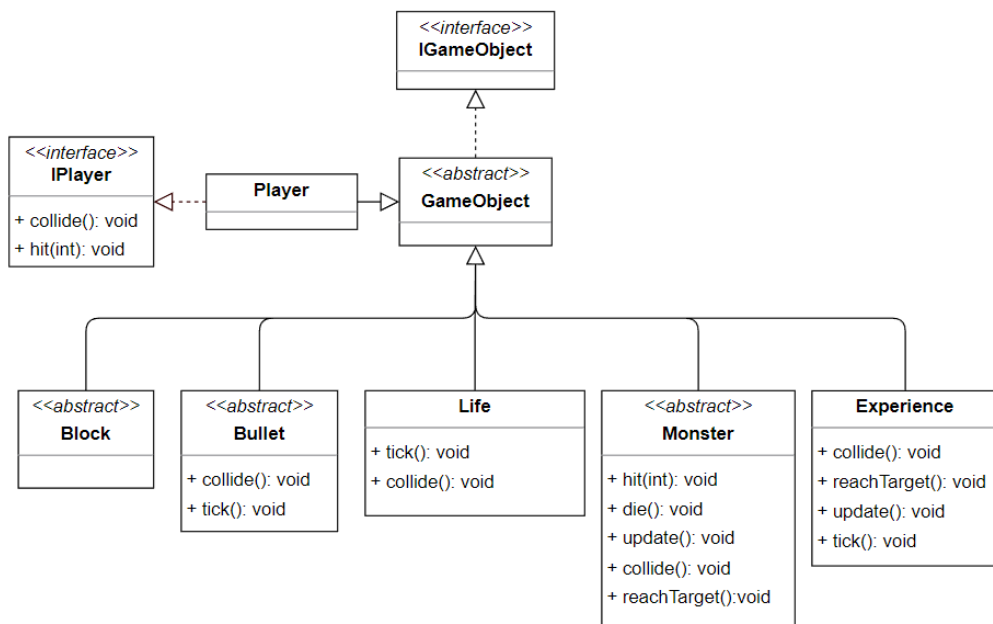 <<interface>>
IGameObject
<<interface>>
IPlayer
+ collide(): void
+ hit(int): void
Player
<<abstract>>
GameObject
<<abstract>>
Block
<<abstract>>
Bullet
+ collide(): void
+ tick(): void
Life
+ tick(): void
+ collide(): void
<<abstract>>
Monster
+ hit(int): void
+ die(): void
+ update(): void
+ collide(): void
+ reachTarget():void
Experience
+ collide(): void
+ reachTarget(): void
+ update(): void
+ tick(): void